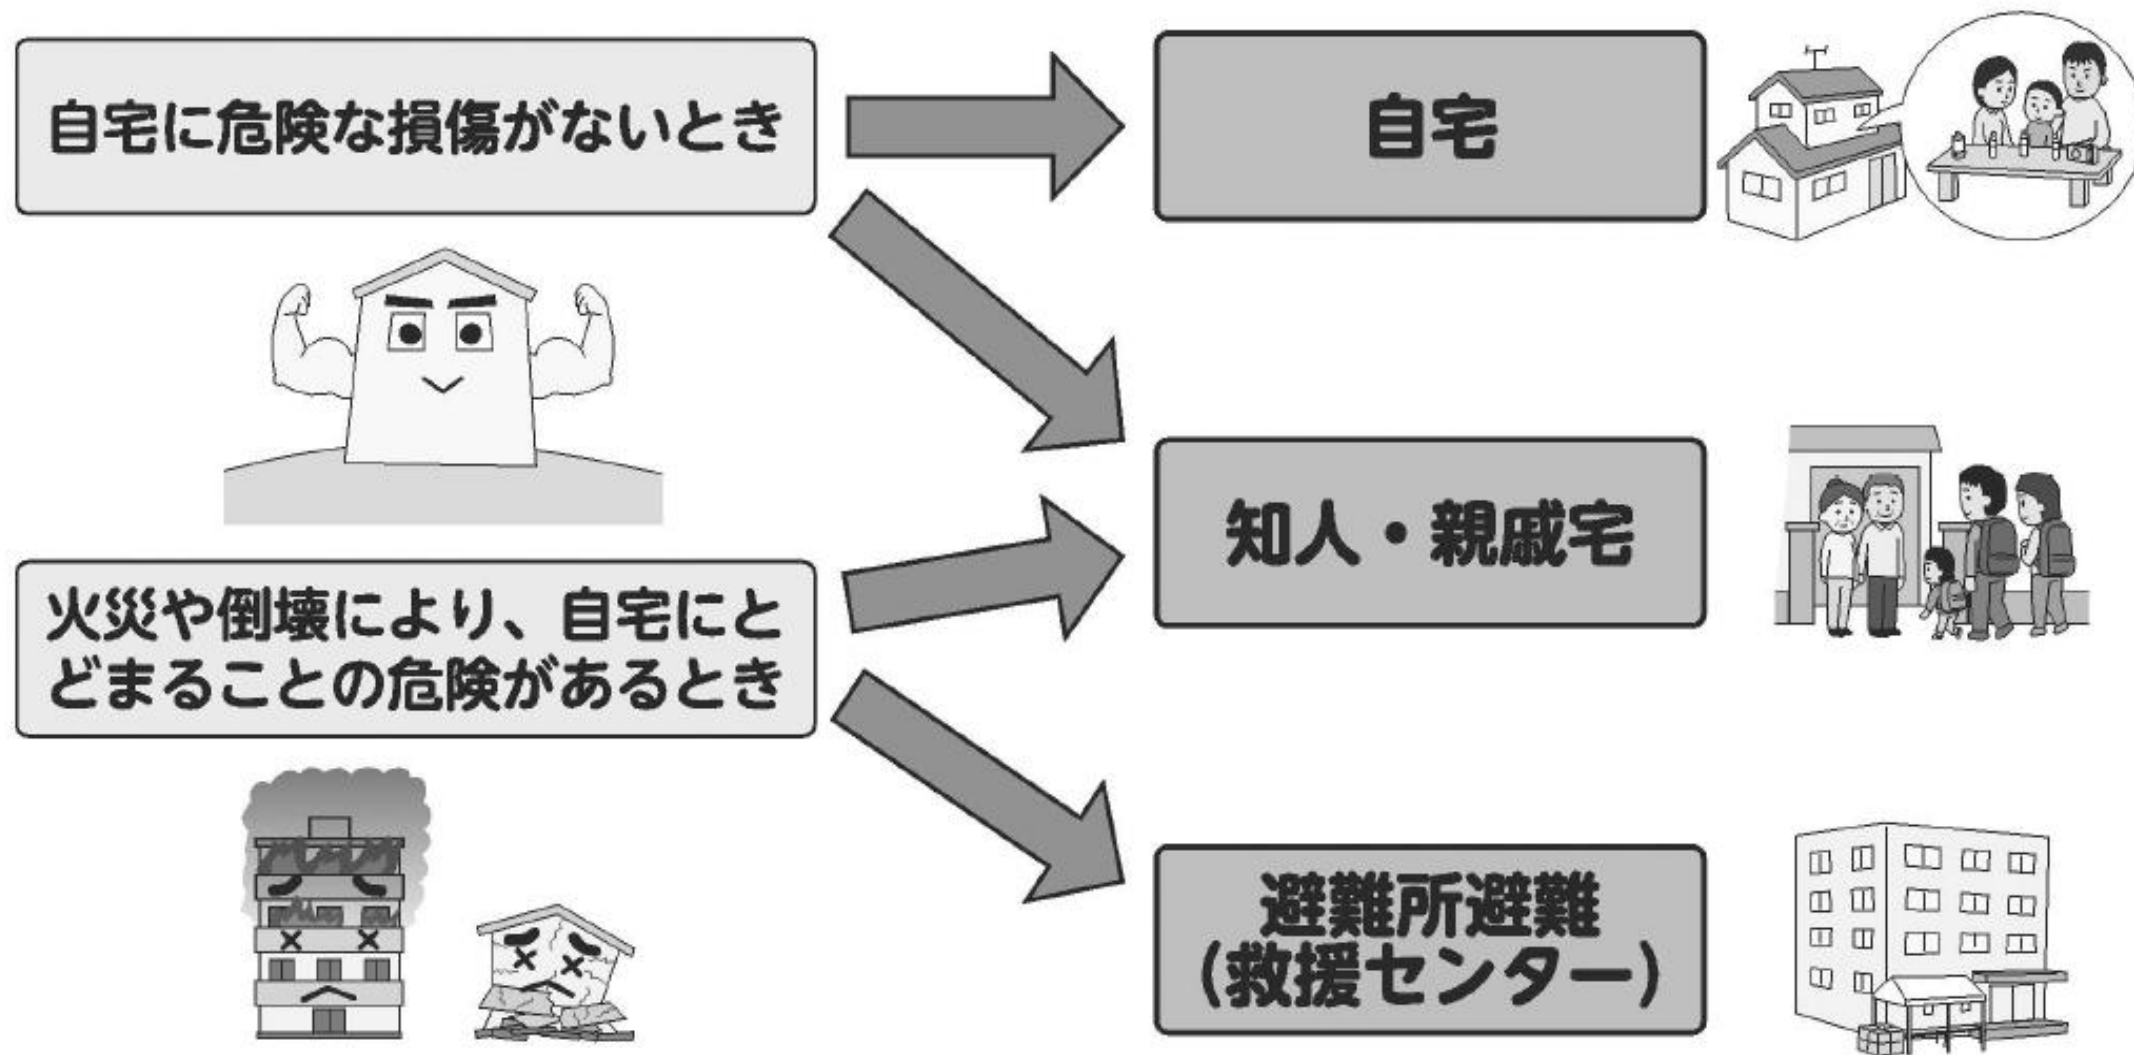 自宅に危険な損傷がないとき
自宅
知人・親戚宅
火災や倒壊により、自宅にと
どまることの危険があるとき
避難所避難
(救援センター)